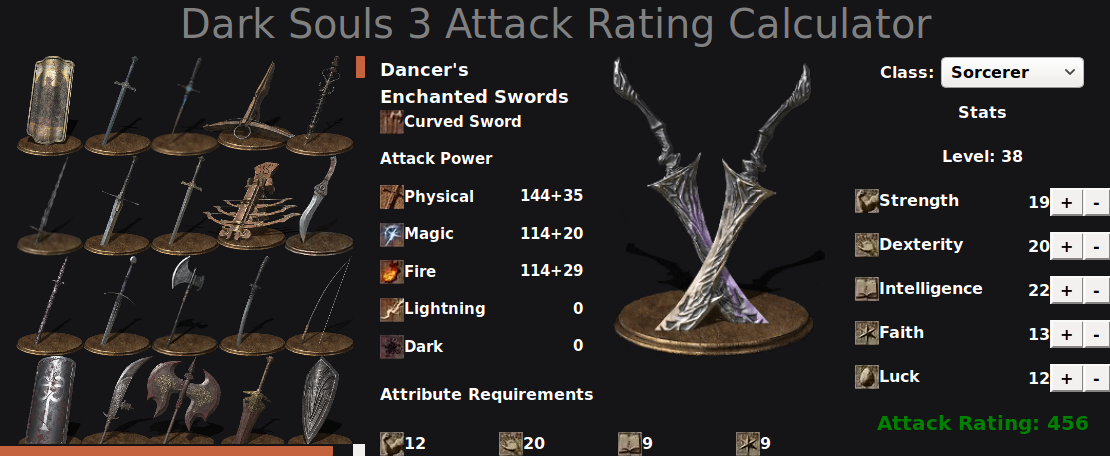 Dark Souls 3 Attack Rating Calculator
Dancer's
Enchanted Swords
Curved Sword
Attack Power
Physical 144+35
Magic 114+20
Fire 114+29
Lightning 0
Dark 0
Attribute Requirements
12 20 9 9
Class: Sorcerer
Stats
Level: 38
Strength 19 + -
Dexterity 20 + -
Intelligence 22 + -
Faith 13 + -
Luck 12 + -
Attack Rating: 456